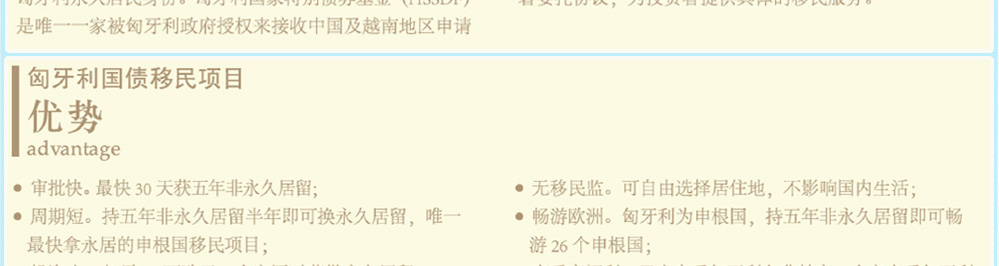 是唯一一家被匈牙利政府授权来接收中国及越南地区申请
匈牙利国债移民项目
优势
advantage
● 审批快。最快 30 天获五年非永久居留;
● 周期短。持五年非永久居留半年即可换永久居留，唯一
最快拿永居的申根国移民项目;
● 无移民监。可自由选择居住地，不影响国内生活;
● 畅游欧洲。匈牙利为申根国，持五年非永久居留即可畅
游 26 个申根国;